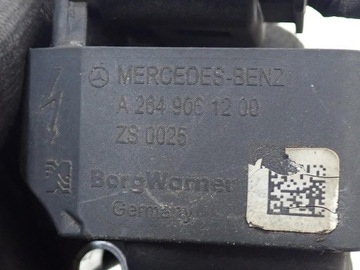 MERCEDES-BENZ
A 264 906 12 00
ZS 0025
BorgWarner
Germany